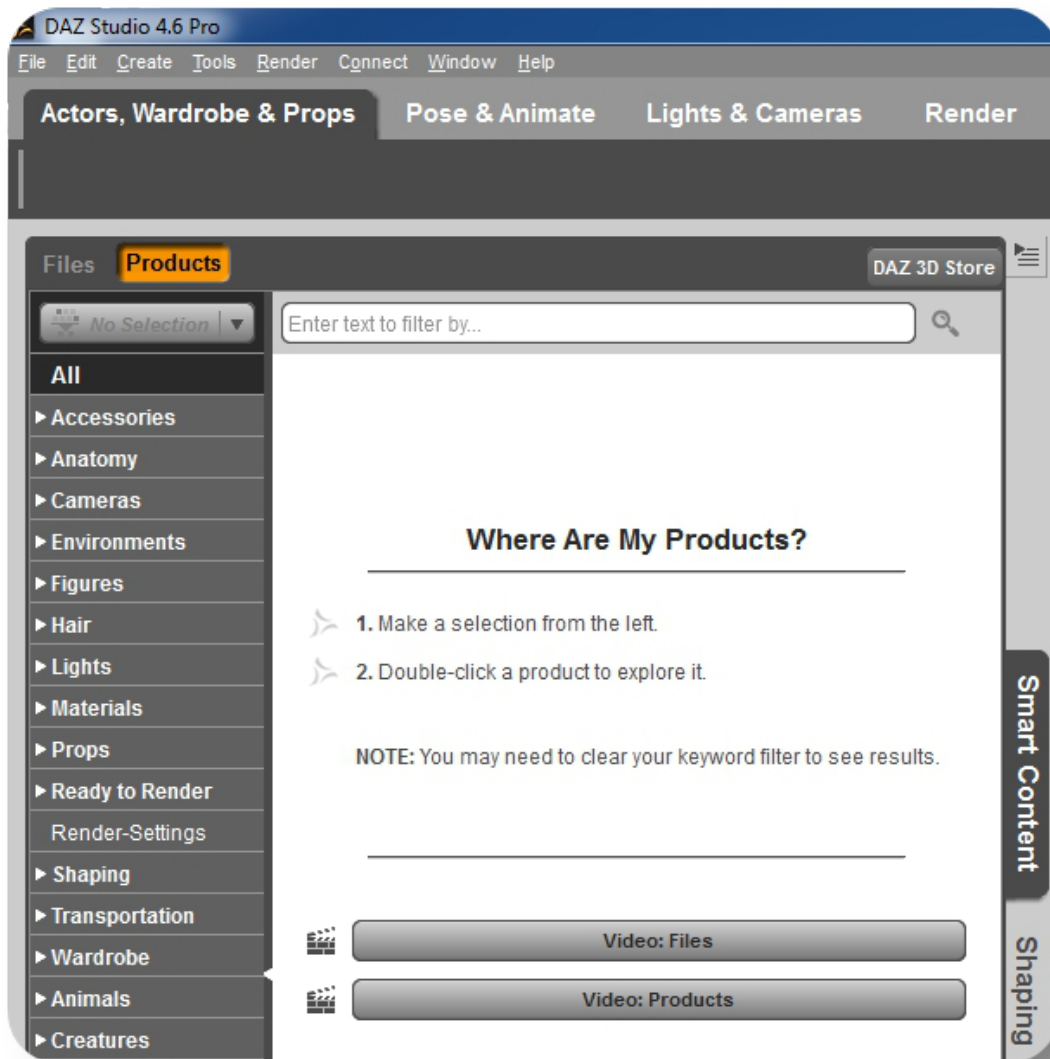 DAZ Studio 4.6 Pro
File Edit Create Tools Render Connect Window Help
Actors, Wardrobe & Props Pose & Animate Lights & Cameras Render
Files Products DAZ 3D Store
No Selection Enter text to filter by...
All
Accessories
Anatomy
Cameras
Environments
Figures
Hair
Lights
Materials
Props
Ready to Render
Render-Settings
Shaping
Transportation
Wardrobe
Animals
Creatures
Where Are My Products?
1. Make a selection from the left.
2. Double-click a product to explore it.
NOTE: You may need to clear your keyword filter to see results.
Video: Files
Video: Products
Smart Content
Shaping